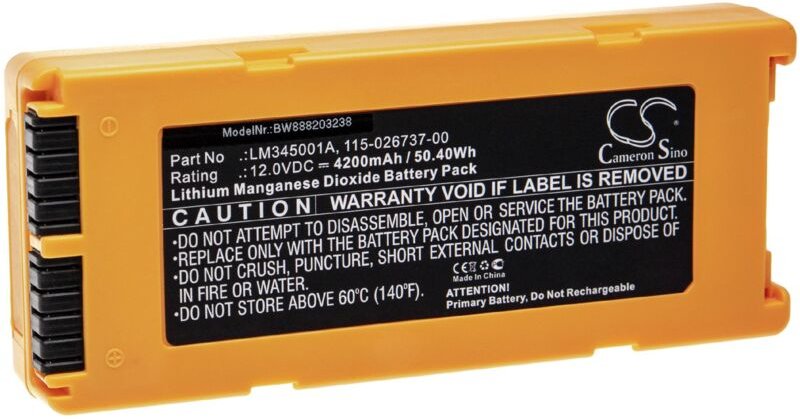 ModelNr.:BW888203238
Part No .:LM345001A, 115-026737-00
Rating .:12.0VDC ⎓ 4200mAh / 50.40Wh
Lithium Manganese Dioxide Battery Pack
CS
Cameron Sino
CAUTION WARRANTY VOID IF LABEL IS REMOVED
•DO NOT ATTEMPT TO DISASSEMBLE, OPEN OR SERVICE THE BATTERY.
•REPLACE ONLY WITH THE BATTERY PACK DESIGNED FOR THIS PRODUCT.
•DO NOT CRUSH, PUNCTURE, SHORT EXTERNAL CONTACTS OR DISPOSE OF
IN FIRE OR WATER.
•DO NOT STORE ABOVE 60°C (140°F)
CE
Made In China
ATTENTION!
Primary Battery, Do Not Rechargeable